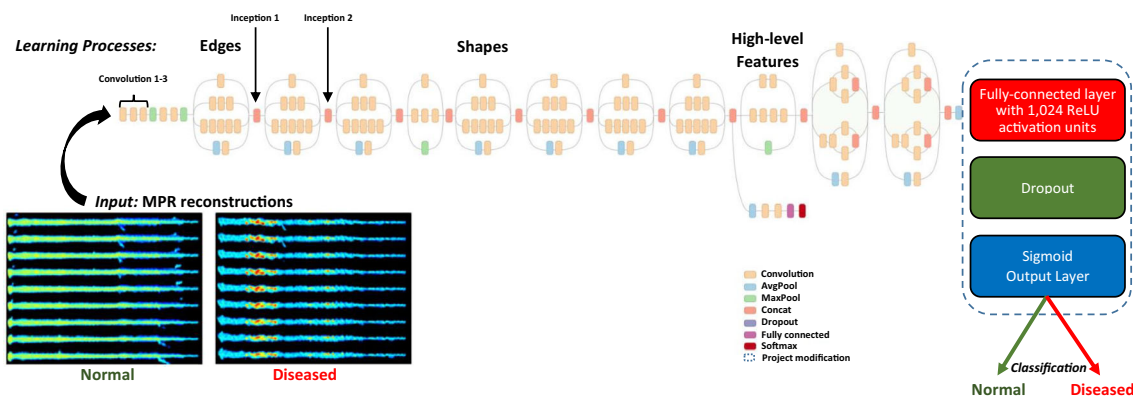 Inception 1
Inception 2
Learning Processes:
Edges
Shapes
High-level
Features
Convolution 1-3
Fully-connected layer
with 1,024 ReLU
activation units
Dropout
Sigmoid
Output Layer
Input: MPR reconstructions
Convolution
AvgPool
MaxPool
Concat
Dropout
Fully connected
Softmax
Project modification
Normal
Diseased
Classification
Normal
Diseased